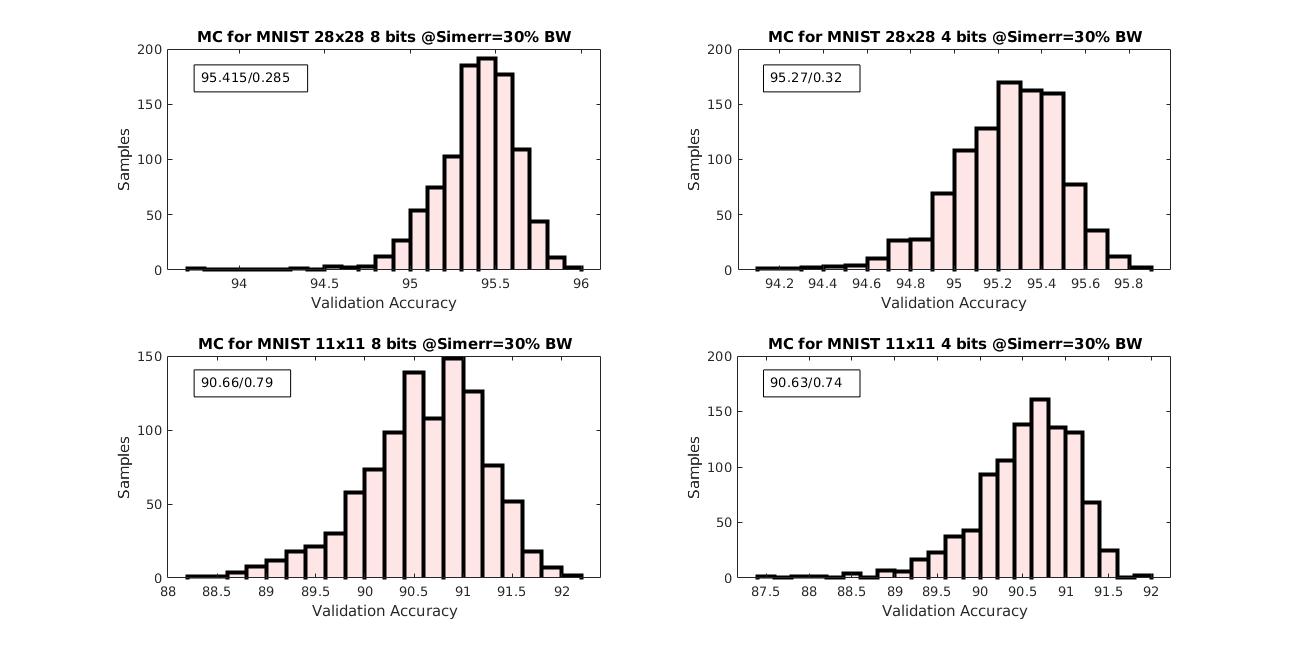 MC for MNIST 28x28 8 bits @Simerr=30% BW
200
150
100
50
0
95.415/0.285
Samples
94 94.5 95 95.5 96
Validation Accuracy
MC for MNIST 28x28 4 bits @Simerr=30% BW
200
150
100
50
0
95.27/0.32
Samples
94.2 94.4 94.6 94.8 95 95.2 95.4 95.6 95.8
Validation Accuracy
MC for MNIST 11x11 8 bits @Simerr=30% BW
150
100
50
0
90.66/0.79
Samples
88 88.5 89 89.5 90 90.5 91 91.5 92
Validation Accuracy
MC for MNIST 11x11 4 bits @Simerr=30% BW
200
150
100
50
0
90.63/0.74
Samples
87.5 88 88.5 89 89.5 90 90.5 91 91.5 92
Validation Accuracy